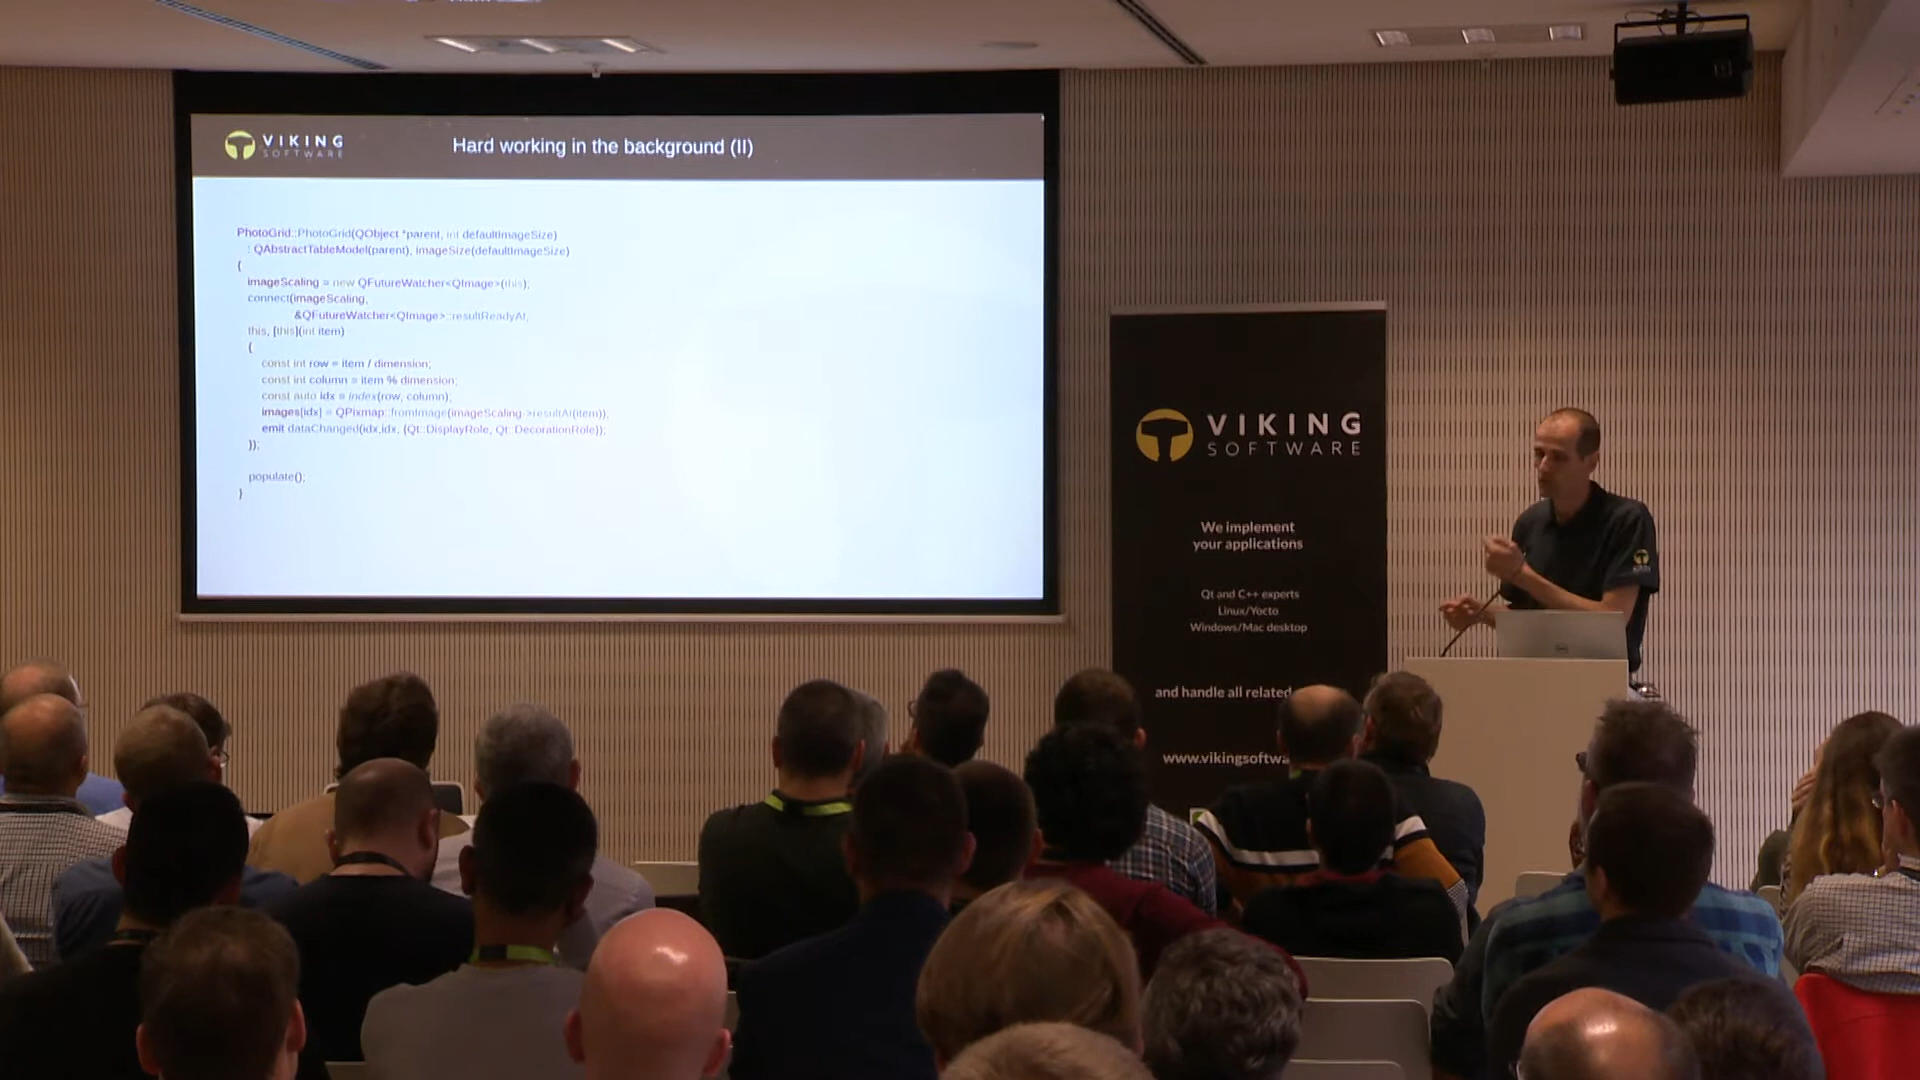 VIKING
SOFTWARE
Hard working in the background (II)
PhotoGrid::PhotoGrid(QObject *parent, int defaultImageSize)
: QAbstractTableModel(parent), imageSize(defaultImageSize)
{
imageScaling = new QFutureWatcher<QImage>(this);
connect(imageScaling,
&QFutureWatcher<QImage>::resultReadyAt,
this, [this](int item)
{
const int row = item / dimension;
const int column = item % dimension;
const auto idx = index(row, column);
images[idx] = QPixmap::fromImage(imageScaling->resultAt(item));
emit dataChanged(idx,idx, {Qt::DisplayRole, Qt::DecorationRole});
});
populate();
}
VIKING
SOFTWARE
We implement
your applications
Qt and C++ experts
Linux/Yocto
Windows/Mac desktop
and handle all related
www.vikingsoftwa